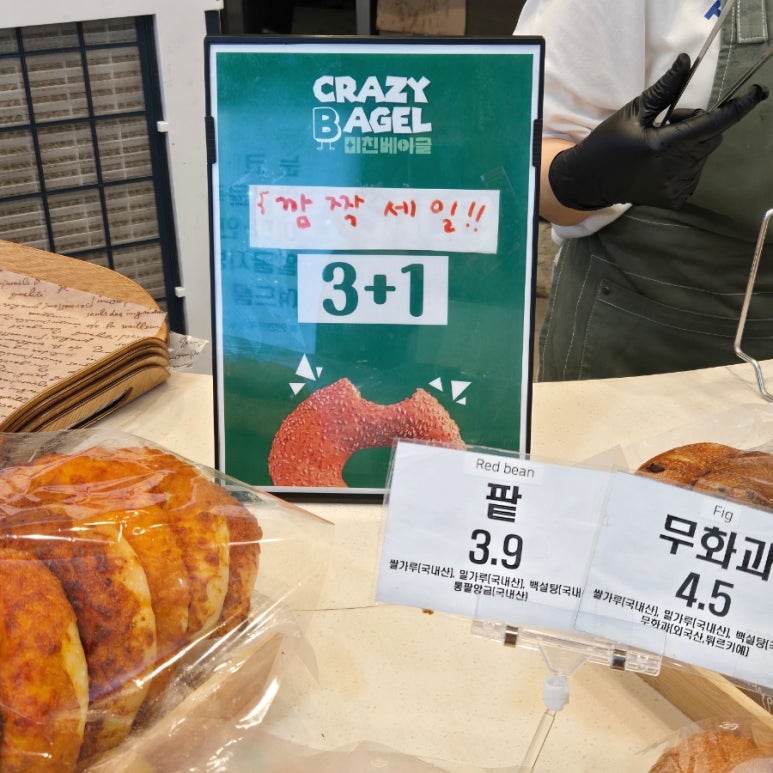 CRAZY
BAGEL
미친베이글
깜짝 세일!!
3+1
Red bean
팥
3.9
쌀가루(국내산), 밀가루(국내산), 백설탕(국내
통팥앙금(국내산)
Fig
무화과
4.5
쌀가루(국내산), 밀가루(국내산), 백설탕(국
무화과(외국산,튀르키예)